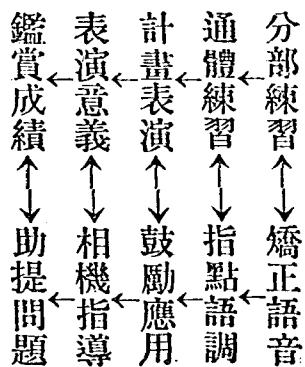 分部練習←→矯正語音
通體練習←→指點語調
計畫表演←→鼓勵應用
表演意義←→相機指導
鑑賞成績←→助提問題